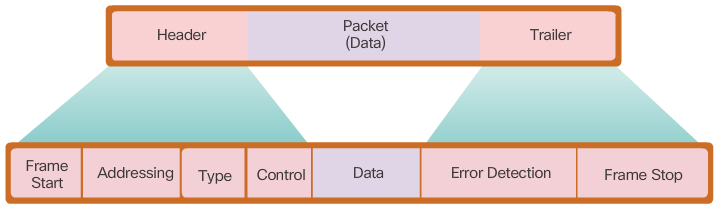 Header
Packet
(Data)
Trailer
Frame
Start
Addressing
Type
Control
Data
Error Detection
Frame Stop